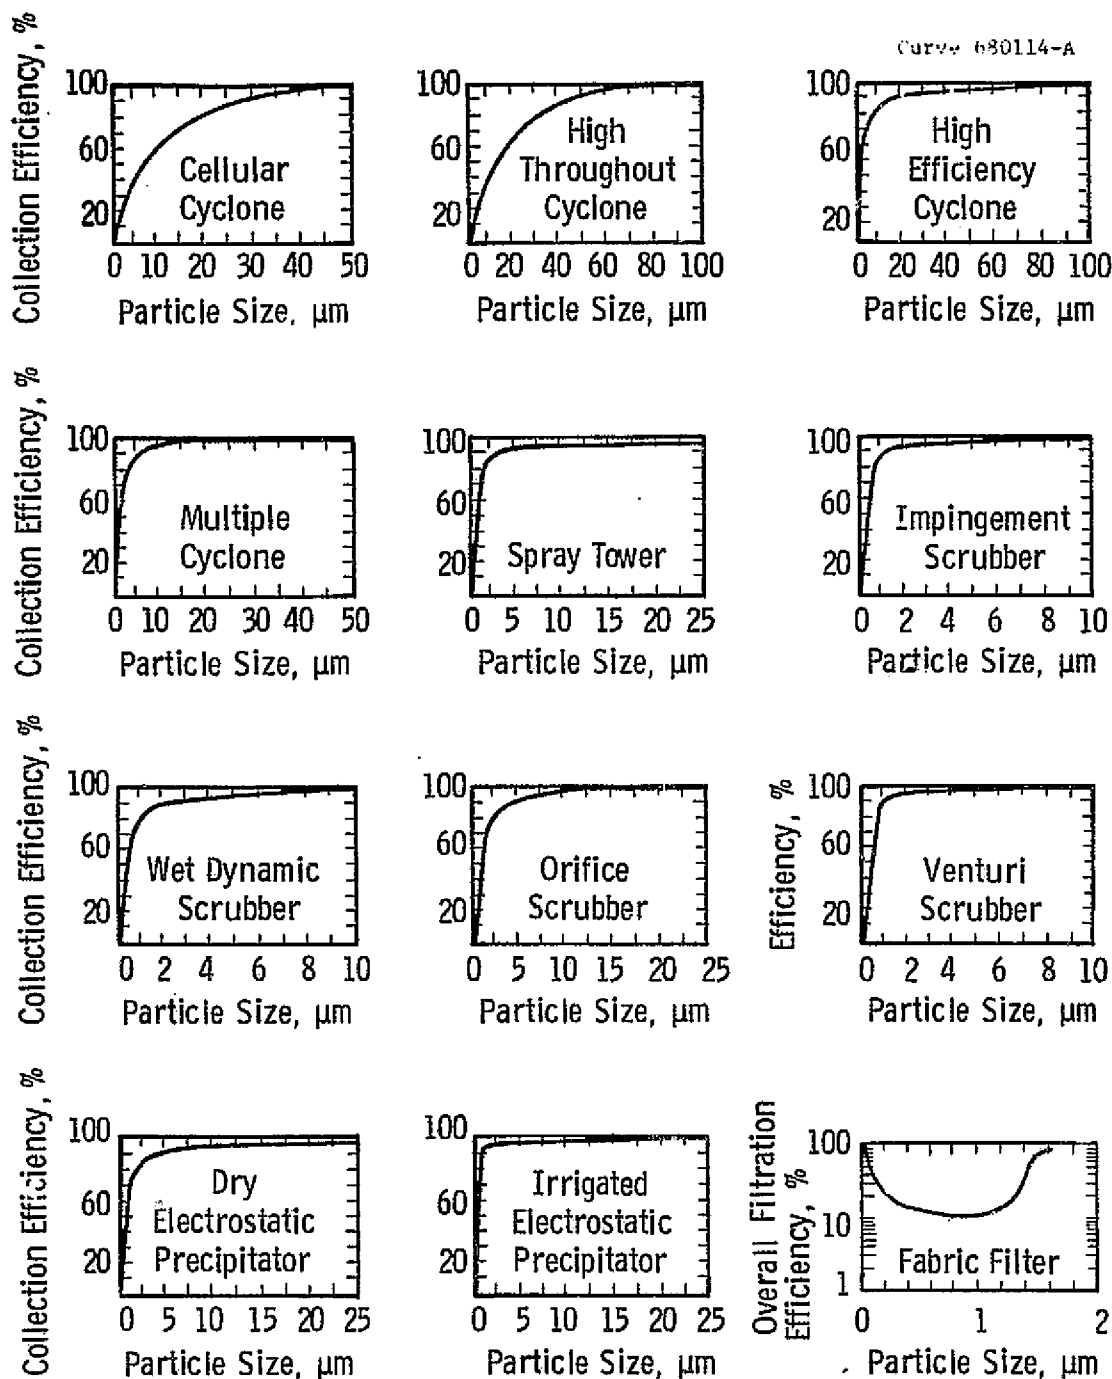 Curve 680114-A
Collection Efficiency, %
100
60
20
Cellular
Cyclone
0 10 20 30 40 50
Particle Size, μm
100
60
20
High
Throughout
Cyclone
0 20 40 60 80 100
Particle Size, μm
100
60
20
High
Efficiency
Cyclone
0 20 40 60 80 100
Particle Size, μm
Collection Efficiency, %
100
60
20
Multiple
Cyclone
0 10 20 30 40 50
Particle Size, μm
100
60
20
Spray Tower
0 5 10 15 20 25
Particle Size, μm
100
60
20
Impingement
Scrubber
0 2 4 6 8 10
Particle Size, μm
Collection Efficiency, %
100
60
20
Wet Dynamic
Scrubber
0 2 4 6 8 10
Particle Size, μm
100
60
20
Orifice
Scrubber
0 5 10 15 20 25
Particle Size, μm
Efficiency, %
100
60
20
Venturi
Scrubber
0 2 4 6 8 10
Particle Size, μm
Collection Efficiency, %
100
60
20
Dry
Electrostatic
Precipitator
0 5 10 15 20 25
Particle Size, μm
100
60
20
Irrigated
Electrostatic
Precipitator
0 5 10 15 20 25
Particle Size, μm
Overall Filtration
Efficiency, %
100
10
1
Fabric Filter
0 1 2
Particle Size, μm